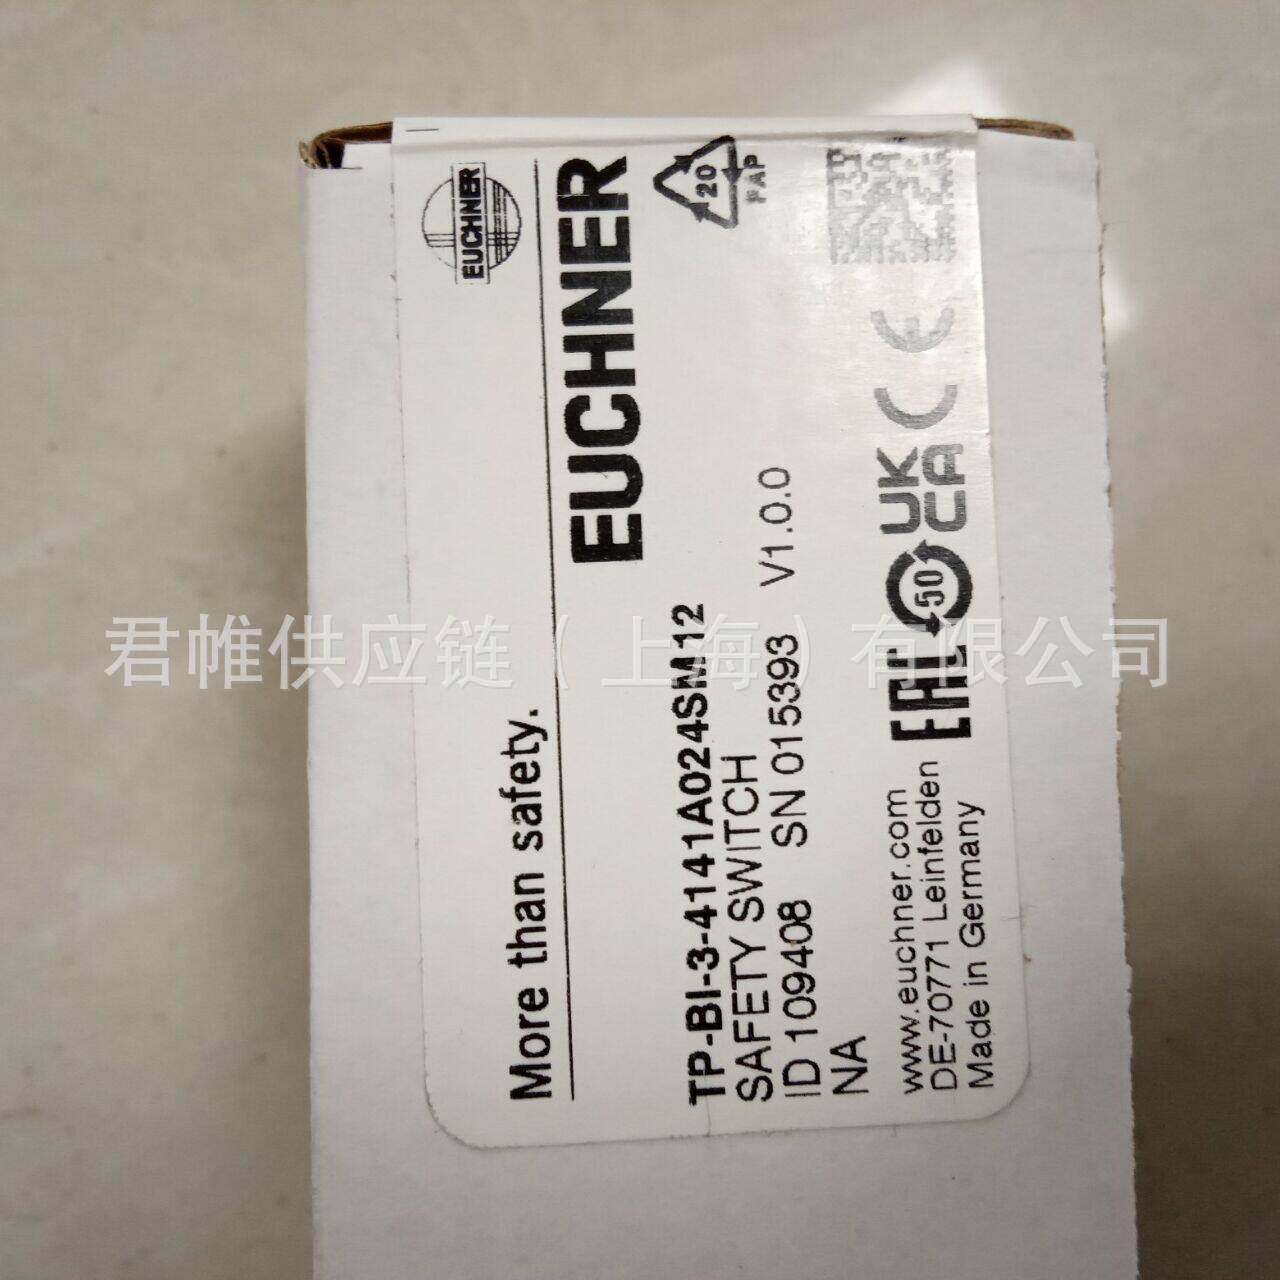 EUCHNER
More than safety.
EUCHNER
20
PAP
TP-BI-3-4141A024SM12
SAFETY SWITCH
ID 109408 SN 015393 V1.0.0
NA
www.euchner.com
DE-70771 Leinfelden
Made in Germany
EAC
50
UK
CA
CE
君帷供应链（上海）有限公司